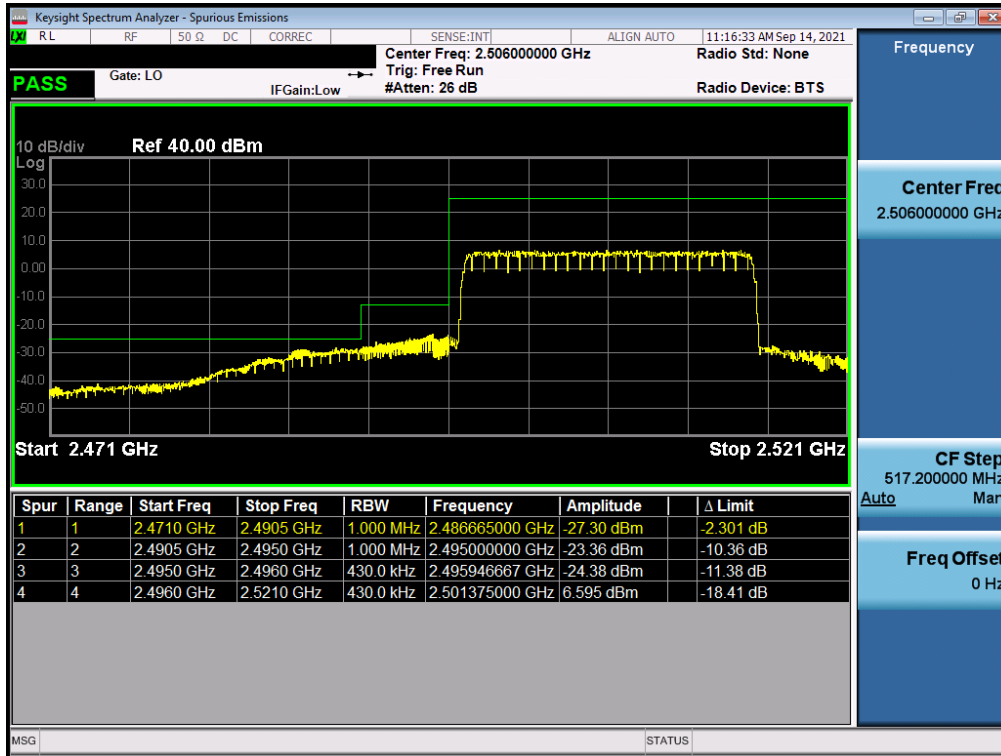 Keysight Spectrum Analyzer - Spurious Emissions
LXI RL RF 50 Ω DC CORREC SENSE:INT ALIGN AUTO 11:16:33 AM Sep 14, 2021
Center Freq: 2.506000000 GHz Radio Std: None
PASS Gate: LO Trig: Free Run
IFGain:Low #Atten: 26 dB Radio Device: BTS
10 dB/div Ref 40.00 dBm
Log
30.0
20.0
10.0
0.00
-10.0
-20.0
-30.0
-40.0
-50.0
Start 2.471 GHz Stop 2.521 GHz
Spur Range Start Freq Stop Freq RBW Frequency Amplitude Δ Limit
1 1 2.4710 GHz 2.4905 GHz 1.000 MHz 2.486665000 GHz -27.30 dBm -2.301 dB
2 2 2.4905 GHz 2.4950 GHz 1.000 MHz 2.495000000 GHz -23.36 dBm -10.36 dB
3 3 2.4950 GHz 2.4960 GHz 430.0 kHz 2.495946667 GHz -24.38 dBm -11.38 dB
4 4 2.4960 GHz 2.5210 GHz 430.0 kHz 2.501375000 GHz 6.595 dBm -18.41 dB
MSG STATUS
Frequency
Center Freq
2.506000000 GHz
CF Step
517.200000 MHz
Auto Man
Freq Offset
0 Hz